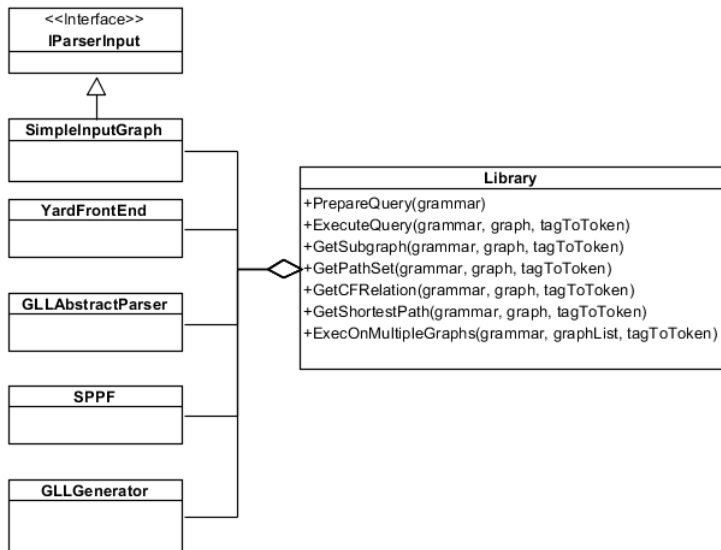 <<Interface>>
IParserInput
SimpleInputGraph
YardFrontEnd
GLLAbstractParser
SPPF
GLLGenerator
Library
+PrepareQuery(grammar)
+ExecuteQuery(grammar, graph, tagToToken)
+GetSubgraph(grammar, graph, tagToToken)
+GetPathSet(grammar, graph, tagToToken)
+GetCFRelation(grammar, graph, tagToToken)
+GetShortestPath(grammar, graph, tagToToken)
+ExecOnMultipleGraphs(grammar, graphList, tagToToken)